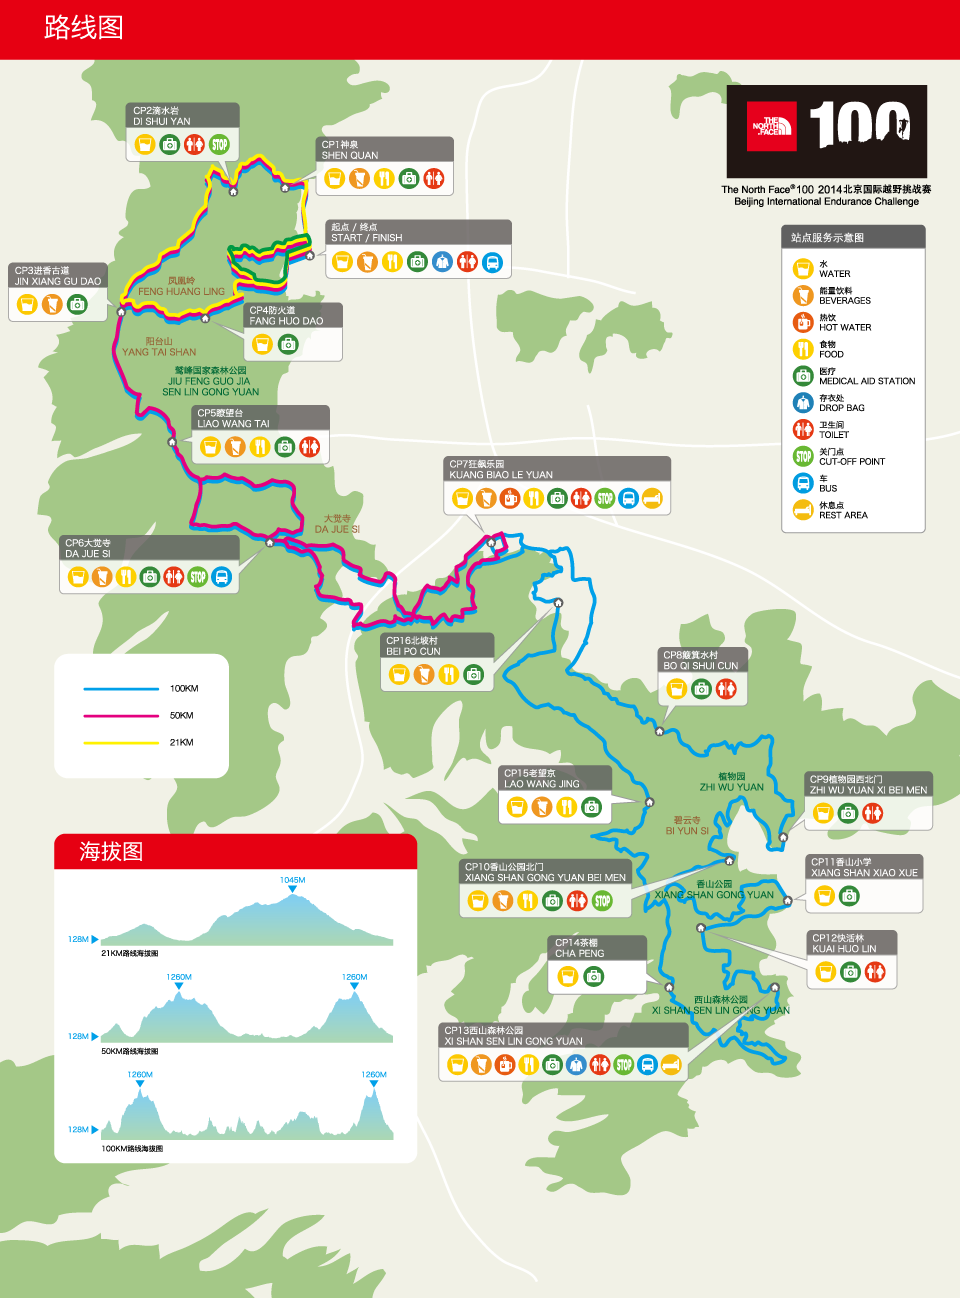 路线图
THE
NORTH
FACE
100
The North Face®100 2014北京国际越野挑战赛
Beijing International Endurance Challenge
CP2滴水岩
DI SHUI YAN
STOP
CP1神泉
SHEN QUAN
起点 / 终点
START / FINISH
CP3进香古道
JIN XIANG GU DAO
凤凰岭
FENG HUANG LING
CP4防火道
FANG HUO DAO
阳台山
YANG TAI SHAN
鹫峰国家森林公园
JIU FENG GUO JIA
SEN LIN GONG YUAN
CP5瞭望台
LIAO WANG TAI
站点服务示意图
水
WATER
能量饮料
BEVERAGES
热饮
HOT WATER
食物
FOOD
医疗
MEDICAL AID STATION
存衣处
DROP BAG
卫生间
TOILET
STOP
关门点
CUT-OFF POINT
车
BUS
休息点
REST AREA
CP7狂飙乐园
KUANG BIAO LE YUAN
STOP
大觉寺
DA JUE SI
CP6大觉寺
DA JUE SI
STOP
CP16北坡村
BEI PO CUN
CP8簸箕水村
BO QI SHUI CUN
100KM
50KM
21KM
CP15老望京
LAO WANG JING
植物园
ZHI WU YUAN
CP9植物园西北门
ZHI WU YUAN XI BEI MEN
碧云寺
BI YUN SI
CP10香山公园北门
XIANG SHAN GONG YUAN BEI MEN
STOP
香山公园
XIANG SHAN GONG YUAN
CP11香山小学
XIANG SHAN XIAO XUE
CP14茶棚
CHA PENG
CP12快活林
KUAI HUO LIN
西山森林公园
XI SHAN SEN LIN GONG YUAN
CP13西山森林公园
XI SHAN SEN LIN GONG YUAN
STOP
海拔图
1045M
128M
21KM路线海拔图
1260M
1260M
128M
50KM路线海拔图
1260M
1260M
128M
100KM路线海拔图